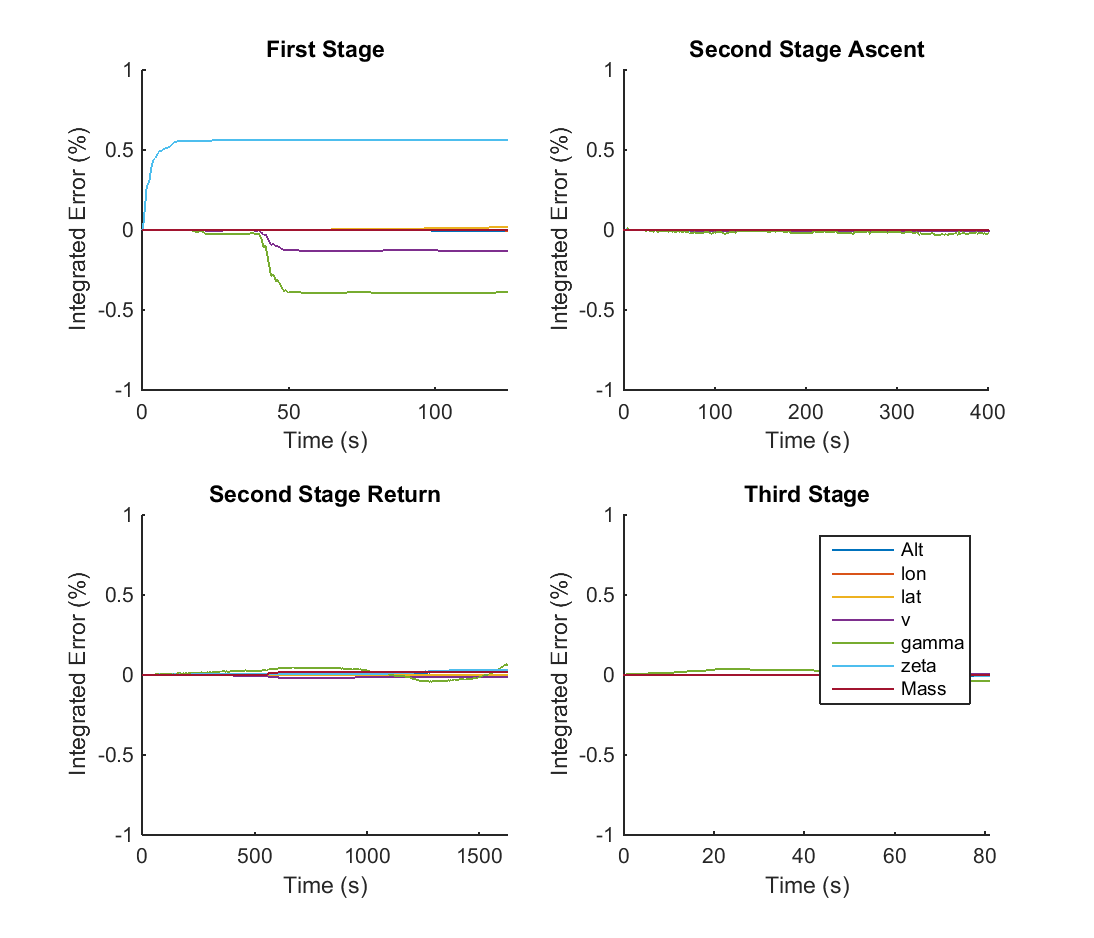 First Stage
1
0.5
0
-0.5
-1
Integrated Error (%)
0 50 100
Time (s)
Second Stage Ascent
1
0.5
0
-0.5
-1
Integrated Error (%)
0 100 200 300 400
Time (s)
Second Stage Return
1
0.5
0
-0.5
-1
Integrated Error (%)
0 500 1000 1500
Time (s)
Third Stage
1
0.5
0
-0.5
-1
Integrated Error (%)
Alt
lon
lat
v
gamma
zeta
Mass
0 20 40 60 80
Time (s)